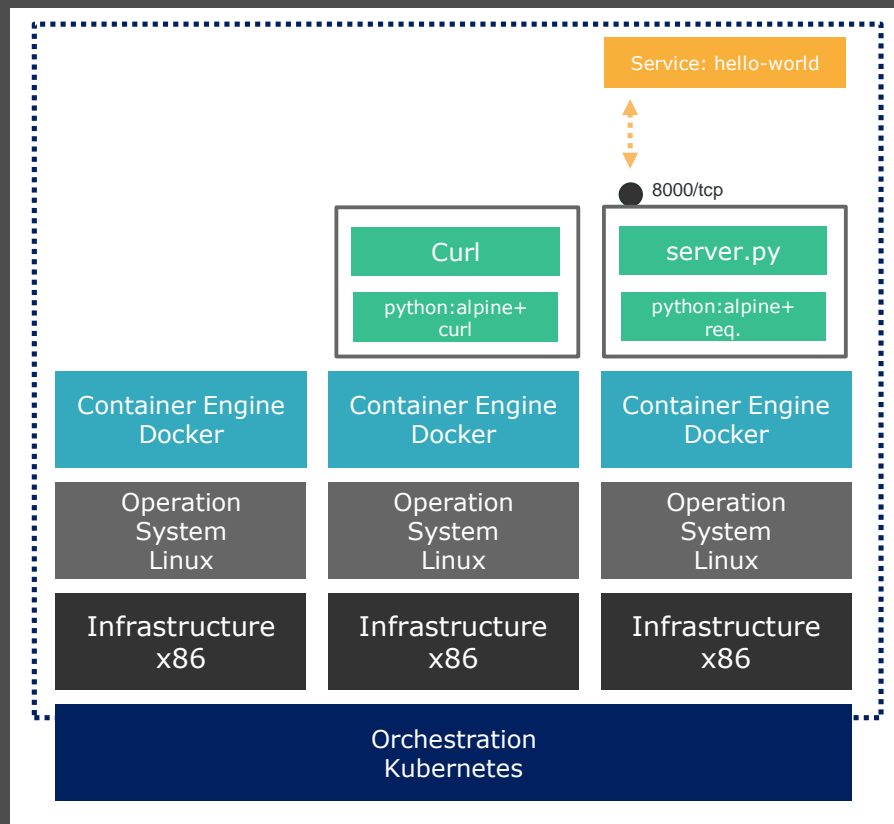 Service: hello-world
8000/tcp
Curl
python:alpine+
curl
server.py
python:alpine+
req.
Container Engine
Docker
Container Engine
Docker
Container Engine
Docker
Operation
System
Linux
Operation
System
Linux
Operation
System
Linux
Infrastructure
x86
Infrastructure
x86
Infrastructure
x86
Orchestration
Kubernetes